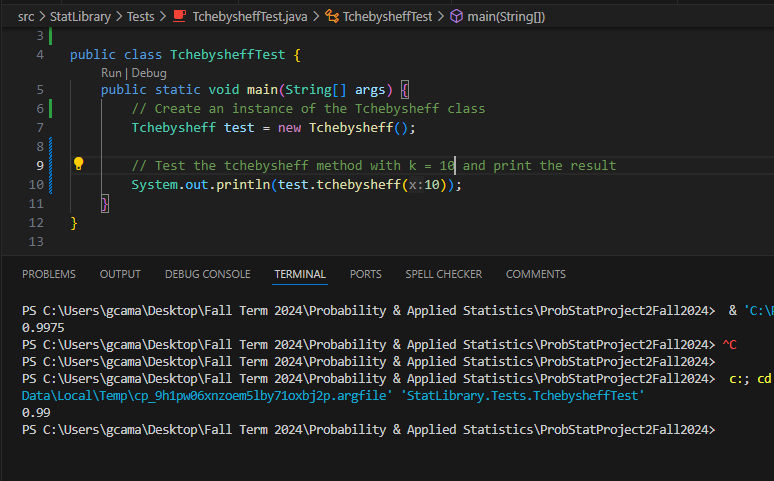 src > StatLibrary > Tests > TchebysheffTest.java > TchebysheffTest > main(String[])
3
4 public class TchebysheffTest {
Run | Debug
5 public static void main(String[] args) {
6 // Create an instance of the Tchebysheff class
7 Tchebysheff test = new Tchebysheff();
8
9 // Test the tchebysheff method with k = 10 and print the result
10 System.out.println(test.tchebysheff(x:10));
11 }
12 }
13
PROBLEMS OUTPUT DEBUG CONSOLE TERMINAL PORTS SPELL CHECKER COMMENTS
PS C:\Users\gcama\Desktop\Fall Term 2024\Probability & Applied Statistics\ProbStatProject2Fall2024> & 'C:\
0.9975
PS C:\Users\gcama\Desktop\Fall Term 2024\Probability & Applied Statistics\ProbStatProject2Fall2024> ^C
PS C:\Users\gcama\Desktop\Fall Term 2024\Probability & Applied Statistics\ProbStatProject2Fall2024>
PS C:\Users\gcama\Desktop\Fall Term 2024\Probability & Applied Statistics\ProbStatProject2Fall2024> c:; cd
Data\Local\Temp\cp_9h1pw06xnzoem5lby71oxbj2p.argfile' 'StatLibrary.Tests.TchebysheffTest'
0.99
PS C:\Users\gcama\Desktop\Fall Term 2024\Probability & Applied Statistics\ProbStatProject2Fall2024>